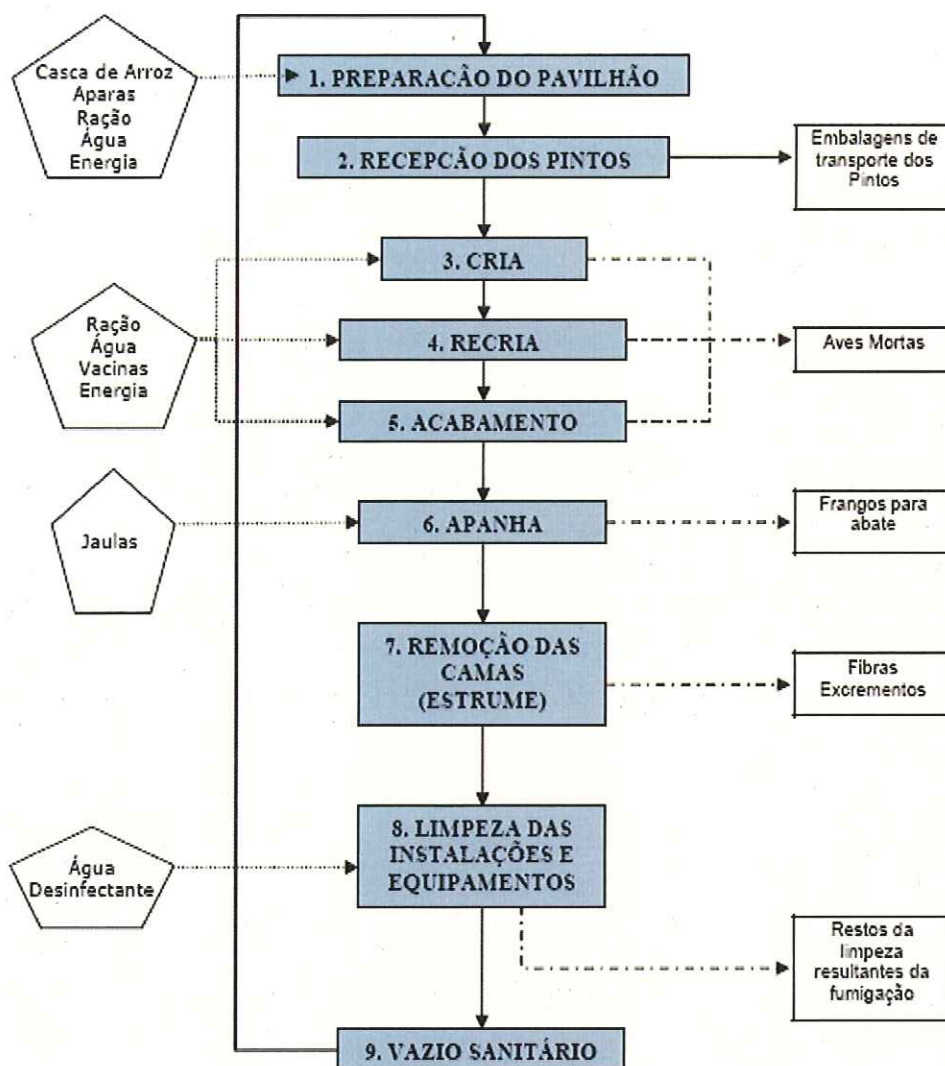 Casca de Arroz
Aparas
Ração
Água
Energia
1. PREPARAÇÃO DO PAVILHÃO
2. RECEPÇÃO DOS PINTOS
Embalagens de
transporte dos
Pintos
3. CRIA
Ração
Água
Vacinas
Energia
4. RECRIA
Aves Mortas
5. ACABAMENTO
Jaulas
6. APANHA
Frangos para
abate
7. REMOÇÃO DAS
CAMAS
(ESTRUME)
Fibras
Excrementos
8. LIMPEZA DAS
INSTALAÇÕES E
EQUIPAMENTOS
Água
Desinfectante
Restos da
limpeza
resultantes da
fumigação
9. VAZIO SANITÁRIO